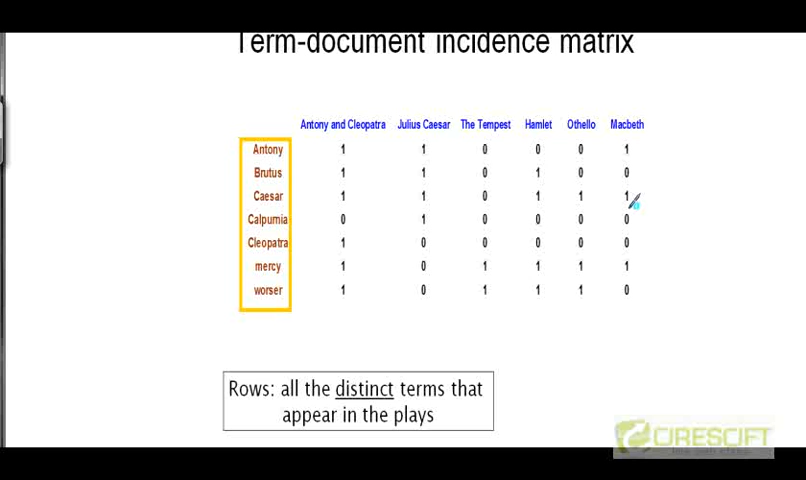 Term-document incidence matrix
Antony and Cleopatra Julius Caesar The Tempest Hamlet Othello Macbeth
Antony 1 1 0 0 0 1
Brutus 1 1 0 1 0 0
Caesar 1 1 0 1 1 1
Calpurnia 0 1 0 0 0 0
Cleopatra 1 0 0 0 0 0
mercy 1 0 1 1 1 1
worser 1 0 1 1 1 0
Rows: all the distinct terms that
appear in the plays